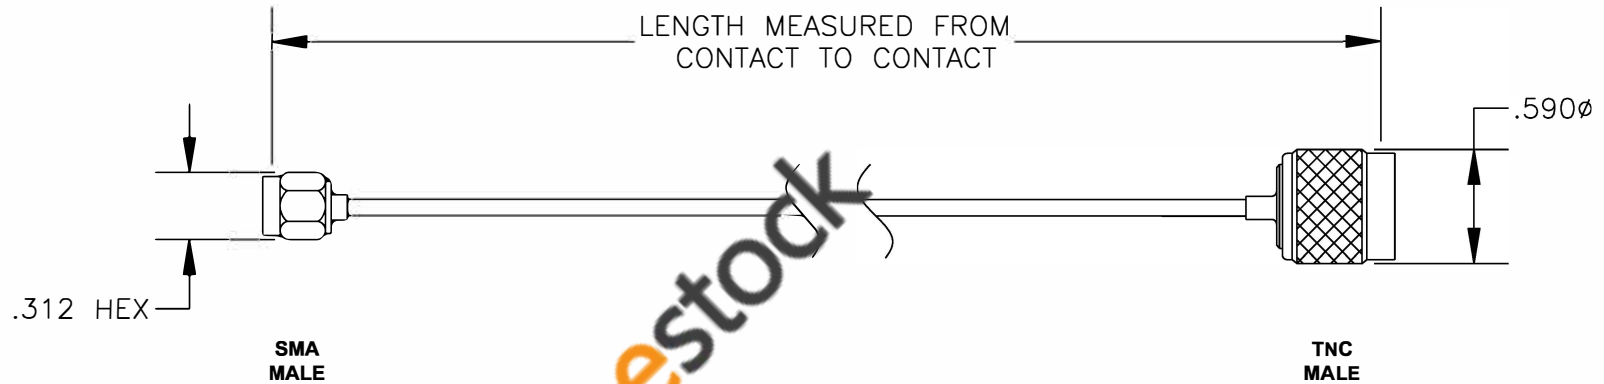 LENGTH MEASURED FROM
CONTACT TO CONTACT
.590ø
.312 HEX
SMA
MALE
TNC
MALE
estock